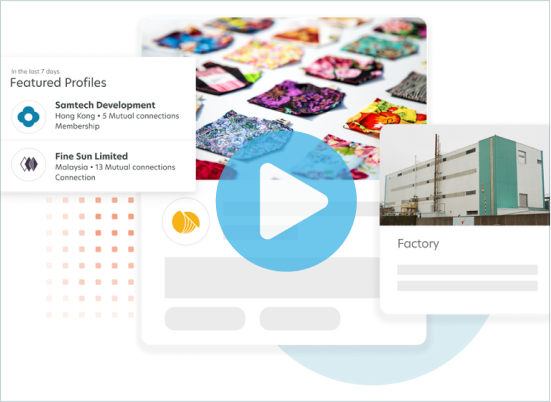 In the last 7 days
Featured Profiles
Samtech Development
Hong Kong • 5 Mutual connections
Membership
Fine Sun Limited
Malaysia • 13 Mutual connections
Connection
Factory